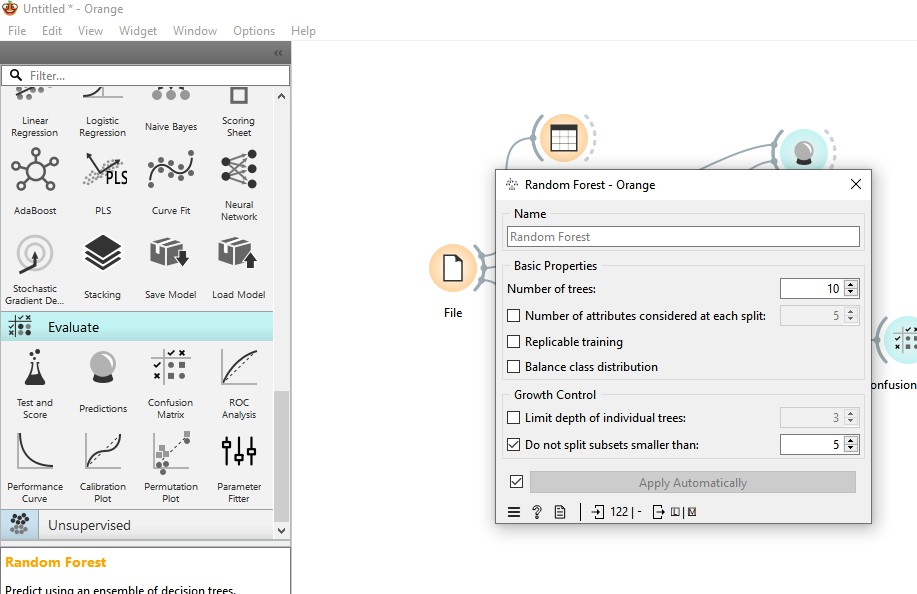 Untitled * - Orange
File Edit View Widget Window Options Help
Filter...
Linear Regression
Logistic Regression
Naive Bayes
Scoring Sheet
AdaBoost
PLS
PLS
Curve Fit
Neural Network
Stochastic Gradient De...
Stacking
Save Model
Load Model
Evaluate
Test and Score
Predictions
Confusion Matrix
ROC Analysis
Performance Curve
Calibration Plot
Permutation Plot
Parameter Fitter
Unsupervised
Random Forest
Predict using an ensemble of decision trees.
File
onfusion
Random Forest - Orange
Name
Random Forest
Basic Properties
Number of trees: 10
Number of attributes considered at each split: 5
Replicable training
Balance class distribution
Growth Control
Limit depth of individual trees: 3
Do not split subsets smaller than: 5
Apply Automatically
? 122 | -